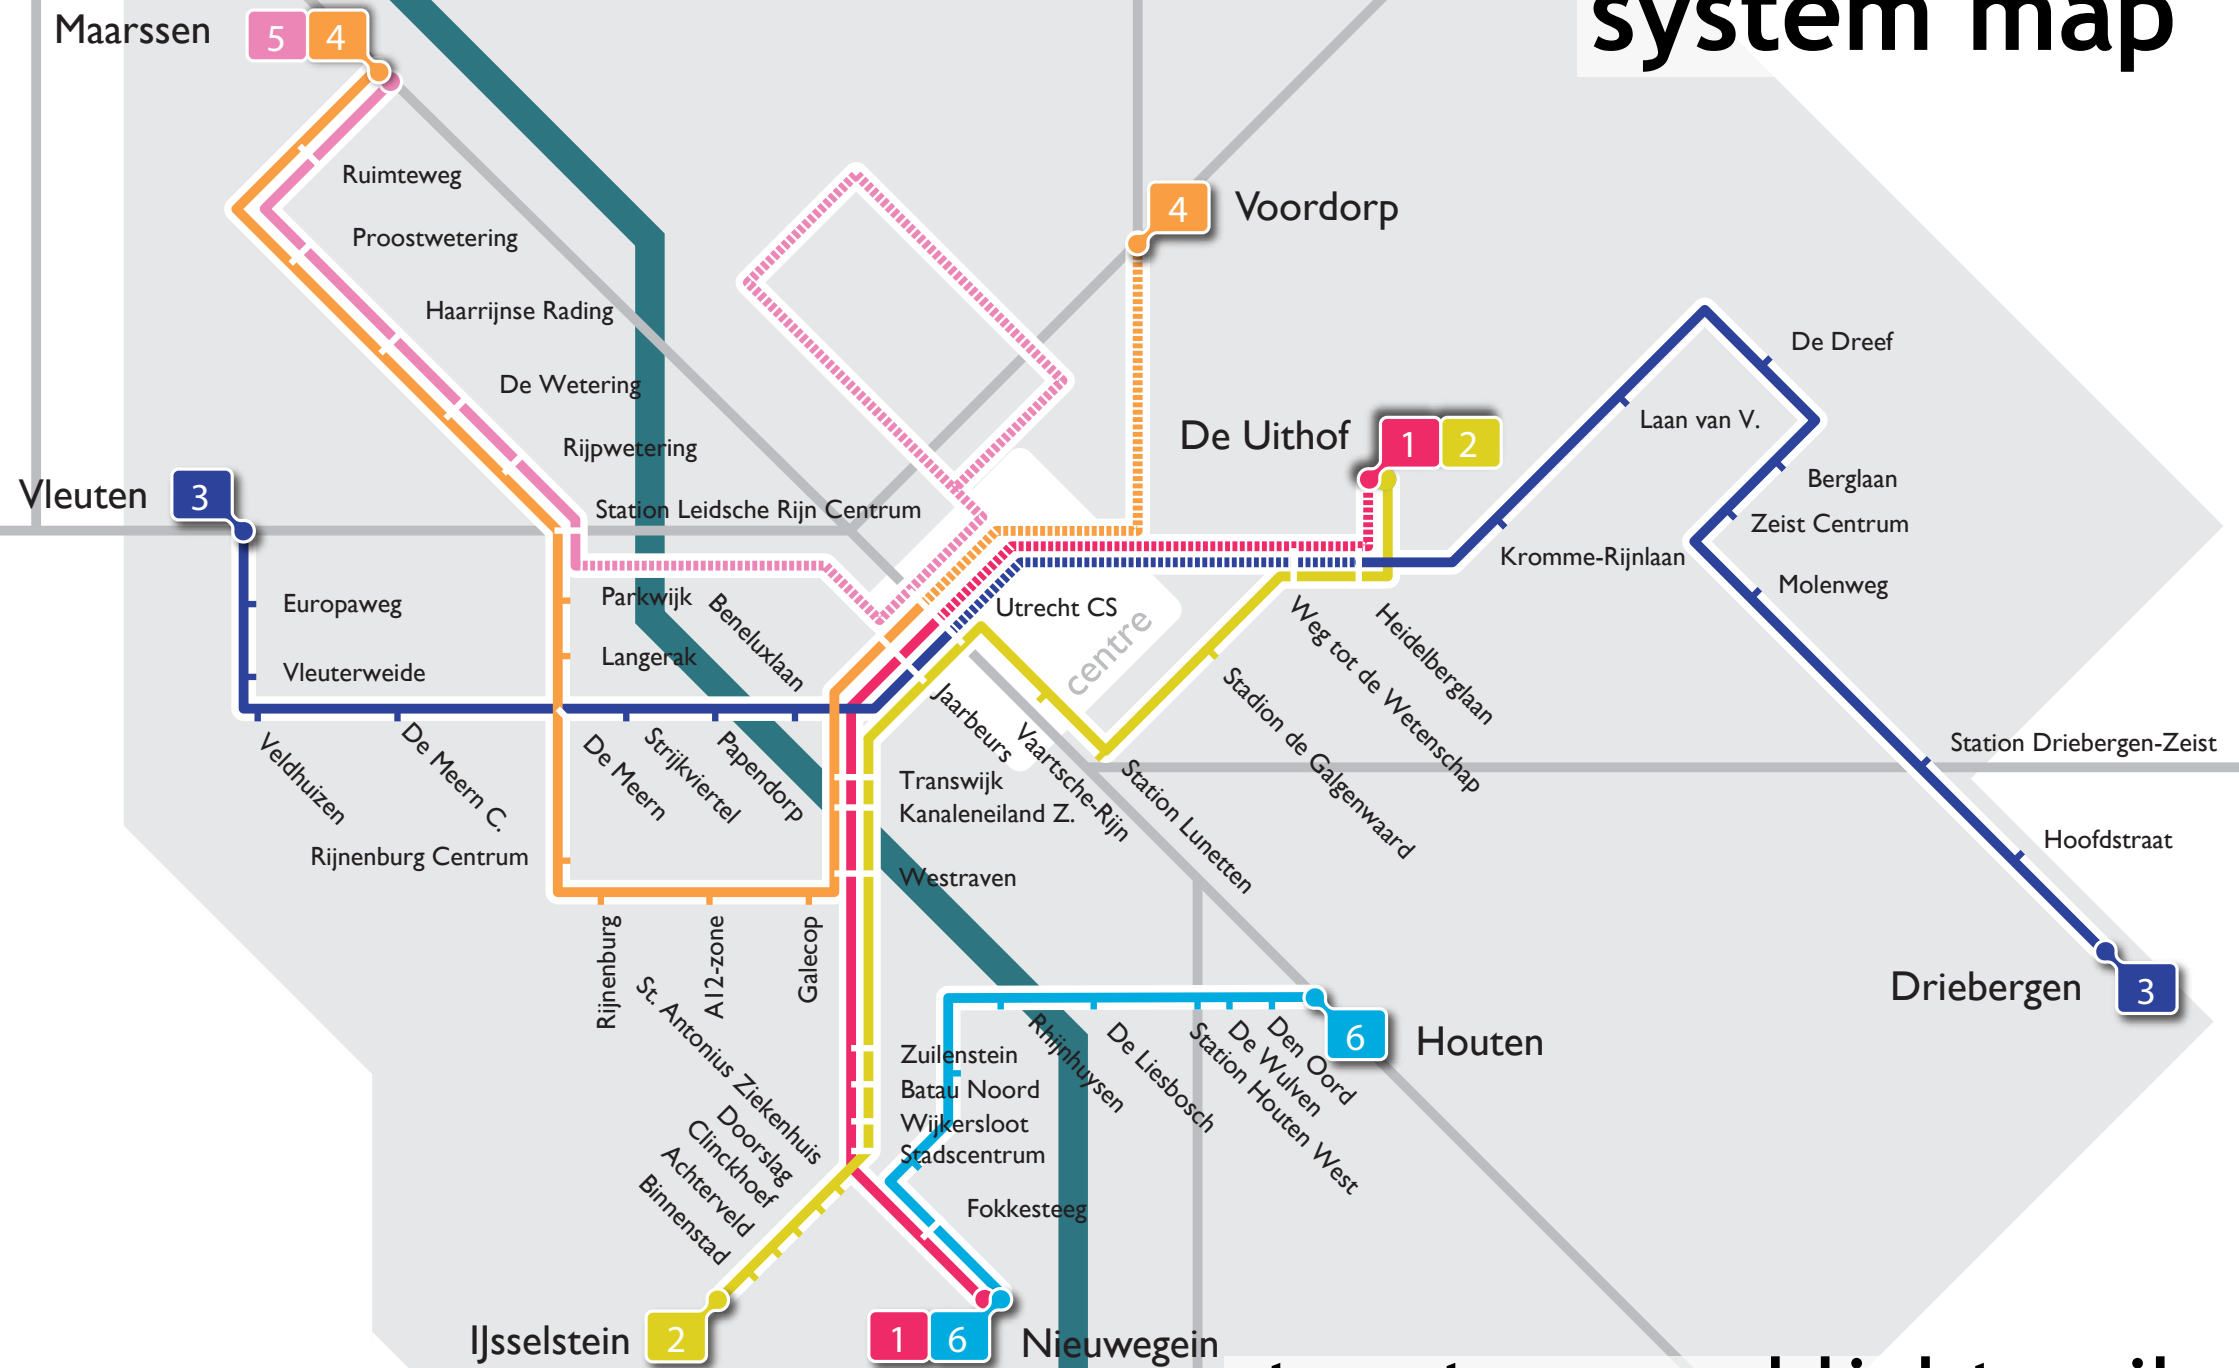 system map
Maarssen
5
4
Ruimteweg
Proostwetering
4
Voordorp
Haarrijnse Rading
De Dreef
De Wetering
Laan van V.
De Uithof
1
2
Rijpwetering
Berglaan
Vleuten
3
Station Leidsche Rijn Centrum
Zeist Centrum
Kromme-Rijnlaan
Molenweg
Europaweg
Parkwijk
Beneluxlaan
Utrecht CS
centre
Langerak
Vleuterweide
Weg tot de Wetenschap
Heidelberglaan
Stadion de Galgenwaard
Jaarbeurs
Vaartsche-Rijn
Station Lunetten
Station Driebergen-Zeist
Veldhuizen
De Meern C.
De Meern
Strijkviertel
Papendorp
Transwijk
Kanaleneiland Z.
Hoofdstraat
Rijnenburg Centrum
Westraven
Rijnenburg
A12-zone
Galecop
Driebergen
3
St. Antonius Ziekenhuis
Doorslag
Clinckhoef
Achterveld
Binnenstad
Rhijnhuysen
De Liesbosch
Station Houten West
De Wulven
Den Oord
6
Houten
Zuilenstein
Batau Noord
Wijkersloot
Stadscentrum
Fokkesteeg
IJsselstein
2
1
6
Nieuwegein